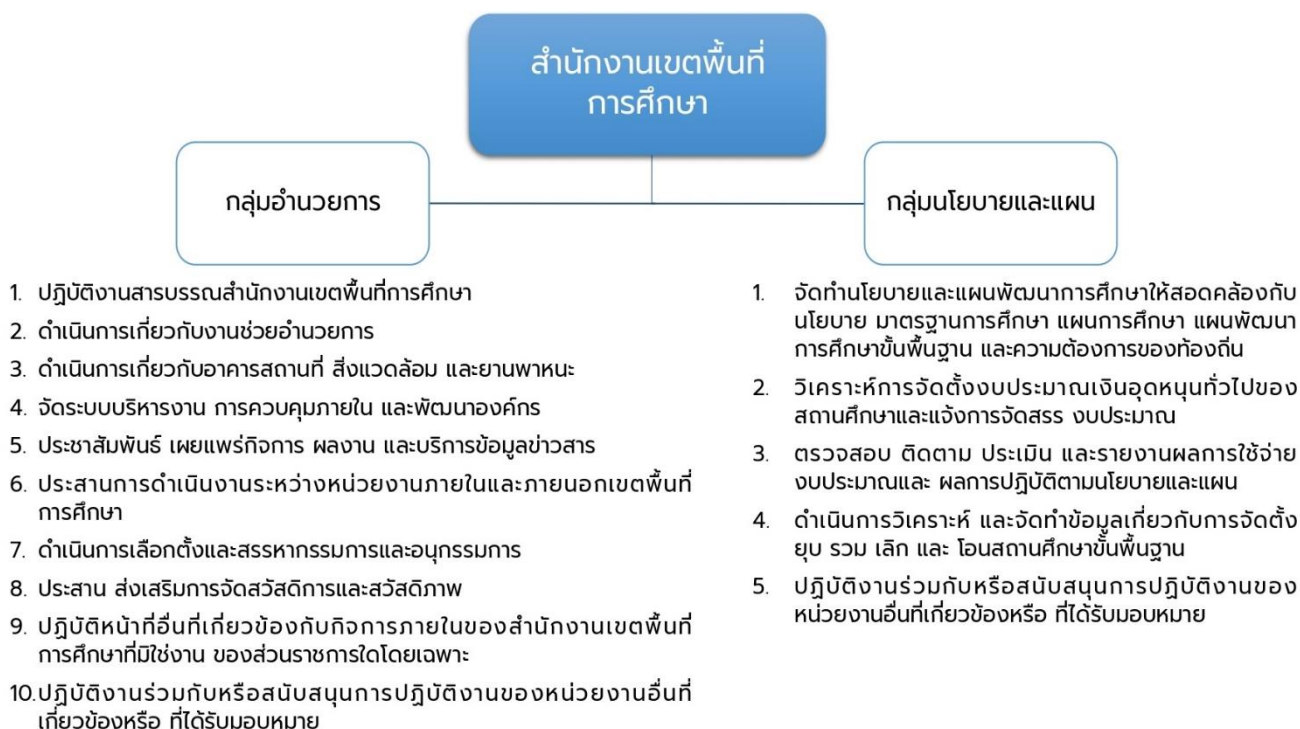 สำนักงานเขตพื้นที่
การศึกษา
กลุ่มอำนวยการ
กลุ่มนโยบายและแผน
1. ปฏิบัติงานสารบรรณสำนักงานเขตพื้นที่การศึกษา
2. ดำเนินการเกี่ยวกับงานช่วยอำนวยการ
3. ดำเนินการเกี่ยวกับอาคารสถานที่ สิ่งแวดล้อม และยานพาหนะ
4. จัดระบบบริหารงาน การควบคุมภายใน และพัฒนาองค์กร
5. ประชาสัมพันธ์ เผยแพร่กิจการ ผลงาน และบริการข้อมูลข่าวสาร
6. ประสานการดำเนินงานระหว่างหน่วยงานภายในและภายนอกเขตพื้นที่
การศึกษา
7. ดำเนินการเลือกตั้งและสรรหากรรมการและอนุกรรมการ
8. ประสาน ส่งเสริมการจัดสวัสดิการและสวัสดิภาพ
9. ปฏิบัติหน้าที่อื่นที่เกี่ยวข้องกับกิจการภายในของสำนักงานเขตพื้นที่
การศึกษาที่มิใช่งาน ของส่วนราชการใดโดยเฉพาะ
10.ปฏิบัติงานร่วมกับหรือสนับสนุนการปฏิบัติงานของหน่วยงานอื่นที่
เกี่ยวข้องหรือ ที่ได้รับมอบหมาย
1. จัดทำนโยบายและแผนพัฒนาการศึกษาให้สอดคล้องกับ
นโยบาย มาตรฐานการศึกษา แผนการศึกษา แผนพัฒนา
การศึกษาขั้นพื้นฐาน และความต้องการของท้องถิ่น
2. วิเคราะห์การจัดตั้งงบประมาณเงินอุดหนุนทั่วไปของ
สถานศึกษาและแจ้งการจัดสรร งบประมาณ
3. ตรวจสอบ ติดตาม ประเมิน และรายงานผลการใช้จ่าย
งบประมาณและ ผลการปฏิบัติตามนโยบายและแผน
4. ดำเนินการวิเคราะห์ และจัดทำข้อมูลเกี่ยวกับการจัดตั้ง
ยุบ รวม เลิก และ โอนสถานศึกษาขั้นพื้นฐาน
5. ปฏิบัติงานร่วมกับหรือสนับสนุนการปฏิบัติงานของ
หน่วยงานอื่นที่เกี่ยวข้องหรือ ที่ได้รับมอบหมาย